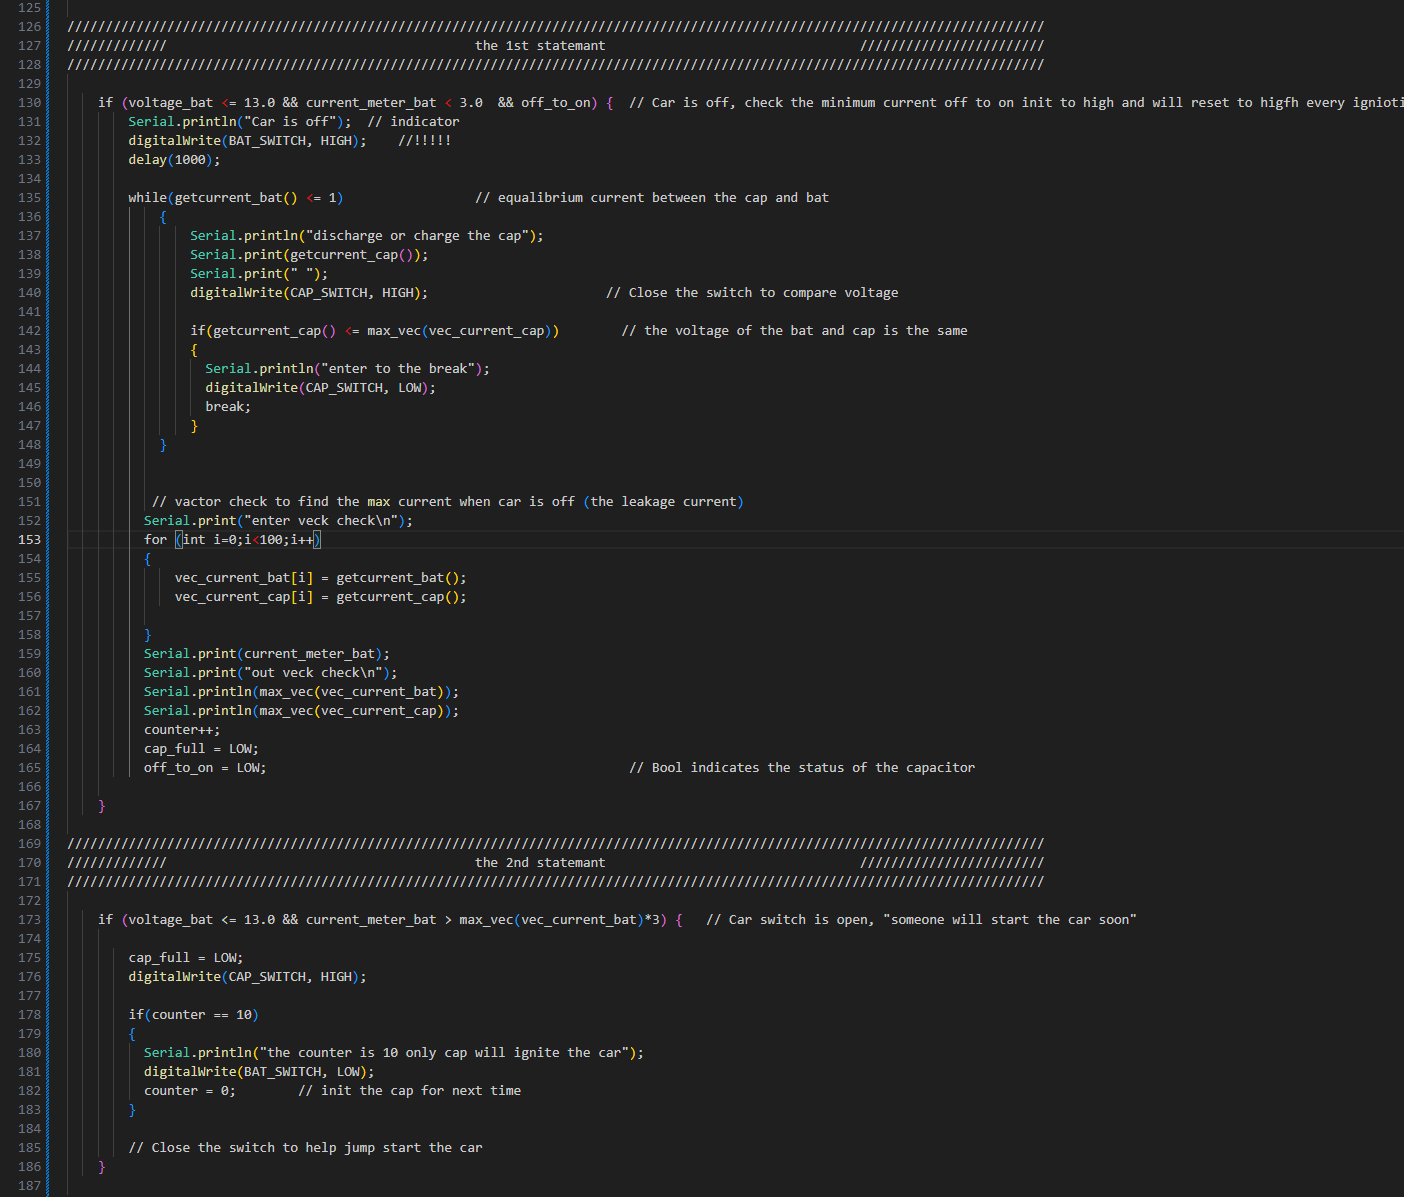 125
126 //////////////////////////////////////////////////////////////////////////////////////////////////////////////////////////////
127 ///////////// the 1st statemant ////////////////////////
128 //////////////////////////////////////////////////////////////////////////////////////////////////////////////////////////////
129
130 if (voltage_bat <= 13.0 && current_meter_bat < 3.0 && off_to_on) { // Car is off, check the minimum current off to on init to high and will reset to higfh every ignioti
131 Serial.println("Car is off"); // indicator
132 digitalWrite(BAT_SWITCH, HIGH); //!!!!!
133 delay(1000);
134
135 while(getcurrent_bat() <= 1) // equalibrium current between the cap and bat
136 {
137 Serial.println("discharge or charge the cap");
138 Serial.print(getcurrent_cap());
139 Serial.print(" ");
140 digitalWrite(CAP_SWITCH, HIGH); // Close the switch to compare voltage
141
142 if(getcurrent_cap() <= max_vec(vec_current_cap)) // the voltage of the bat and cap is the same
143 {
144 Serial.println("enter to the break");
145 digitalWrite(CAP_SWITCH, LOW);
146 break;
147 }
148 }
149
150
151 // vactor check to find the max current when car is off (the leakage current)
152 Serial.print("enter veck check\n");
153 for (int i=0;i<100;i++)
154 {
155 vec_current_bat[i] = getcurrent_bat();
156 vec_current_cap[i] = getcurrent_cap();
157
158 }
159 Serial.print(current_meter_bat);
160 Serial.print("out veck check\n");
161 Serial.println(max_vec(vec_current_bat));
162 Serial.println(max_vec(vec_current_cap));
163 counter++;
164 cap_full = LOW;
165 off_to_on = LOW; // Bool indicates the status of the capacitor
166
167 }
168
169 //////////////////////////////////////////////////////////////////////////////////////////////////////////////////////////////
170 ///////////// the 2nd statemant ////////////////////////
171 //////////////////////////////////////////////////////////////////////////////////////////////////////////////////////////////
172
173 if (voltage_bat <= 13.0 && current_meter_bat > max_vec(vec_current_bat)*3) { // Car switch is open, "someone will start the car soon"
174
175 cap_full = LOW;
176 digitalWrite(CAP_SWITCH, HIGH);
177
178 if(counter == 10)
179 {
180 Serial.println("the counter is 10 only cap will ignite the car");
181 digitalWrite(BAT_SWITCH, LOW);
182 counter = 0; // init the cap for next time
183 }
184
185 // Close the switch to help jump start the car
186 }
187